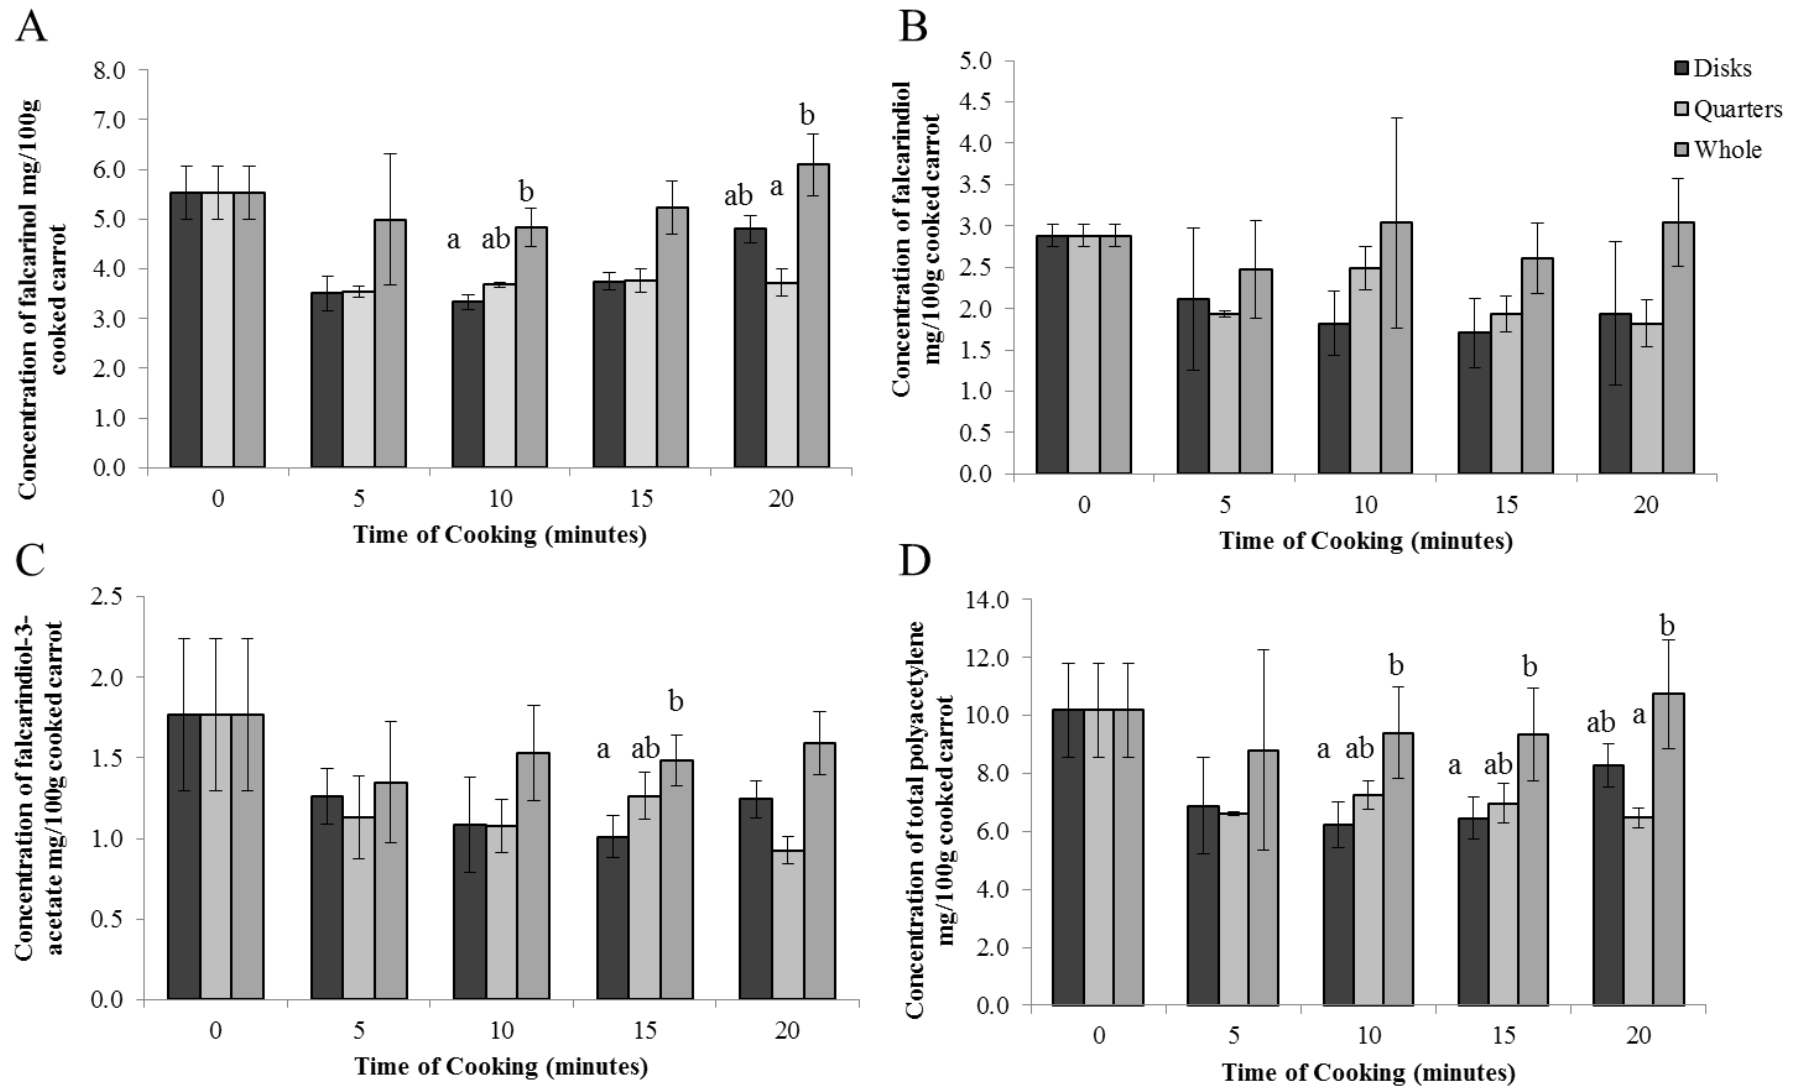 A
Concentration of falcarinol mg/100g
cooked carrot
8.0
7.0
6.0
5.0
4.0
3.0
2.0
1.0
0.0
a
ab
b
ab
a
b
0
5
10
15
20
Time of Cooking (minutes)
B
Concentration of falcarindiol
mg/100g cooked carrot
5.0
4.5
4.0
3.5
3.0
2.5
2.0
1.5
1.0
0.5
0.0
Disks
Quarters
Whole
0
5
10
15
20
Time of Cooking (minutes)
C
Concentration of falcarindiol-3-
acetate mg/100g cooked carrot
2.5
2.0
1.5
1.0
0.5
0.0
a
ab
b
0
5
10
15
20
Time of Cooking (minutes)
D
Concentration of total polyacetylene
mg/100g cooked carrot
14.0
12.0
10.0
8.0
6.0
4.0
2.0
0.0
a
ab
b
a
ab
b
ab
a
b
0
5
10
15
20
Time of Cooking (minutes)